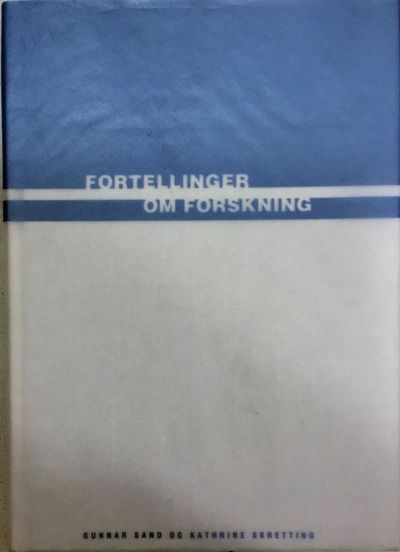 FORTELLINGER
OM FORSKNING
GUNNAR SAND OG KATHRINE SKRETTING